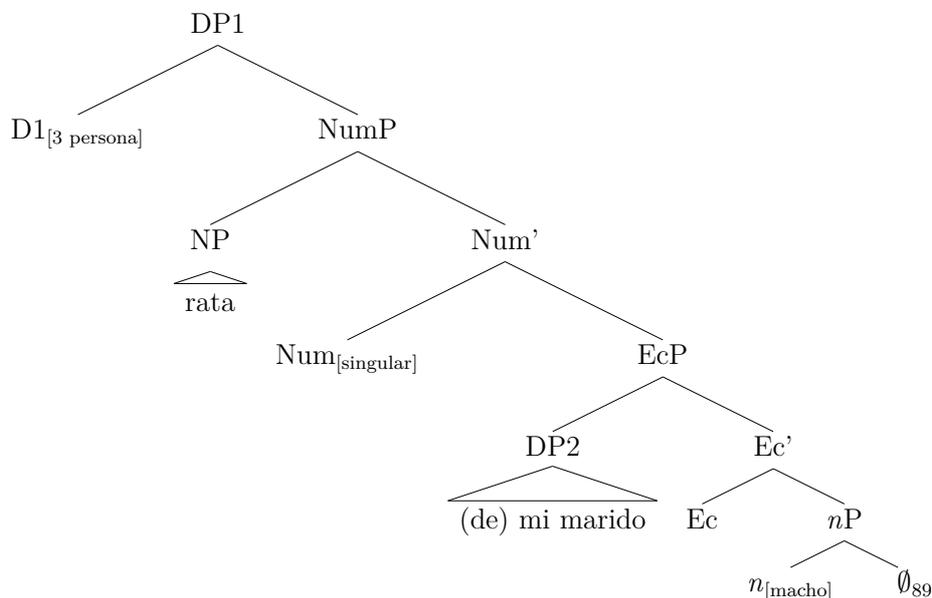 DP1
D1[3 persona] NumP
NP Num'
rata
Num[singular] EcP
DP2 Ec'
(de) mi marido Ec nP
n[macho] ∅89